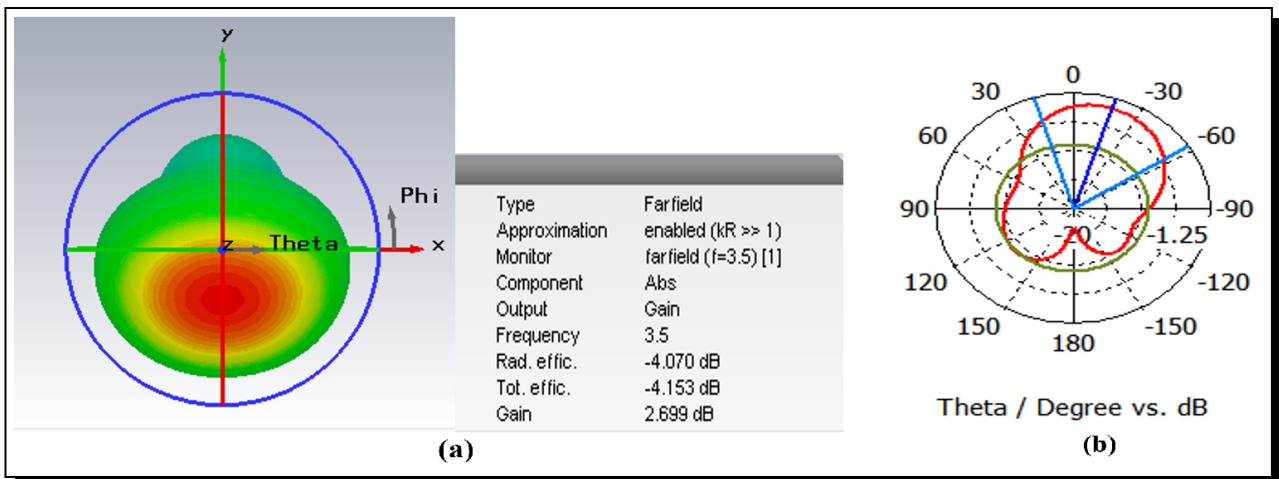 y
Phi
z
Theta
x
Type Farfield
Approximation enabled (kR >> 1)
Monitor farfield (f=3.5) [1]
Component Abs
Output Gain
Frequency 3.5
Rad. effic. -4.070 dB
Tot. effic. -4.153 dB
Gain 2.699 dB
(a)
0
30 -30
60 -60
90 -90
-20 -1.25
120 -120
150 -150
180
Theta / Degree vs. dB
(b)